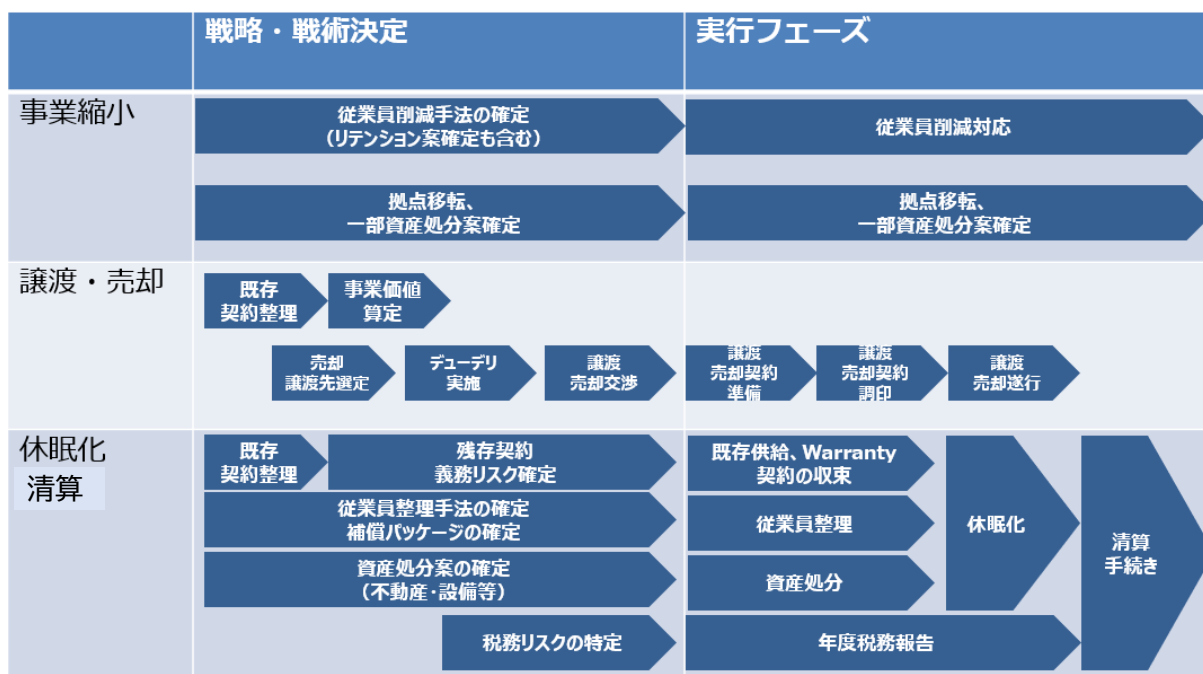 戦略・戦術決定
実行フェーズ
事業縮小
従業員削減手法の確定
（リテンション案確定も含む）
従業員削減対応
拠点移転、
一部資産処分案確定
拠点移転、
一部資産処分案確定
譲渡・売却
既存
契約整理
事業価値
算定
売却
譲渡先選定
デューデリ
実施
譲渡
売却交渉
譲渡
売却契約
準備
譲渡
売却契約
調印
譲渡
売却遂行
休眠化
清算
既存
契約整理
残存契約
義務リスク確定
従業員整理手法の確定
補償パッケージの確定
資産処分案の確定
（不動産・設備等）
税務リスクの特定
既存供給、Warranty
契約の収束
従業員整理
資産処分
年度税務報告
休眠化
清算
手続き